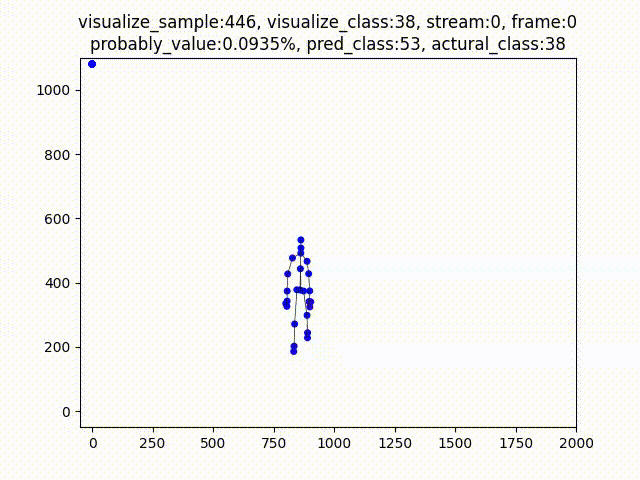 visualize_sample:446, visualize_class:38, stream:0, frame:0
probably_value:0.0935%, pred_class:53, actural_class:38
1000
800
600
400
200
0
0 250 500 750 1000 1250 1500 1750 2000